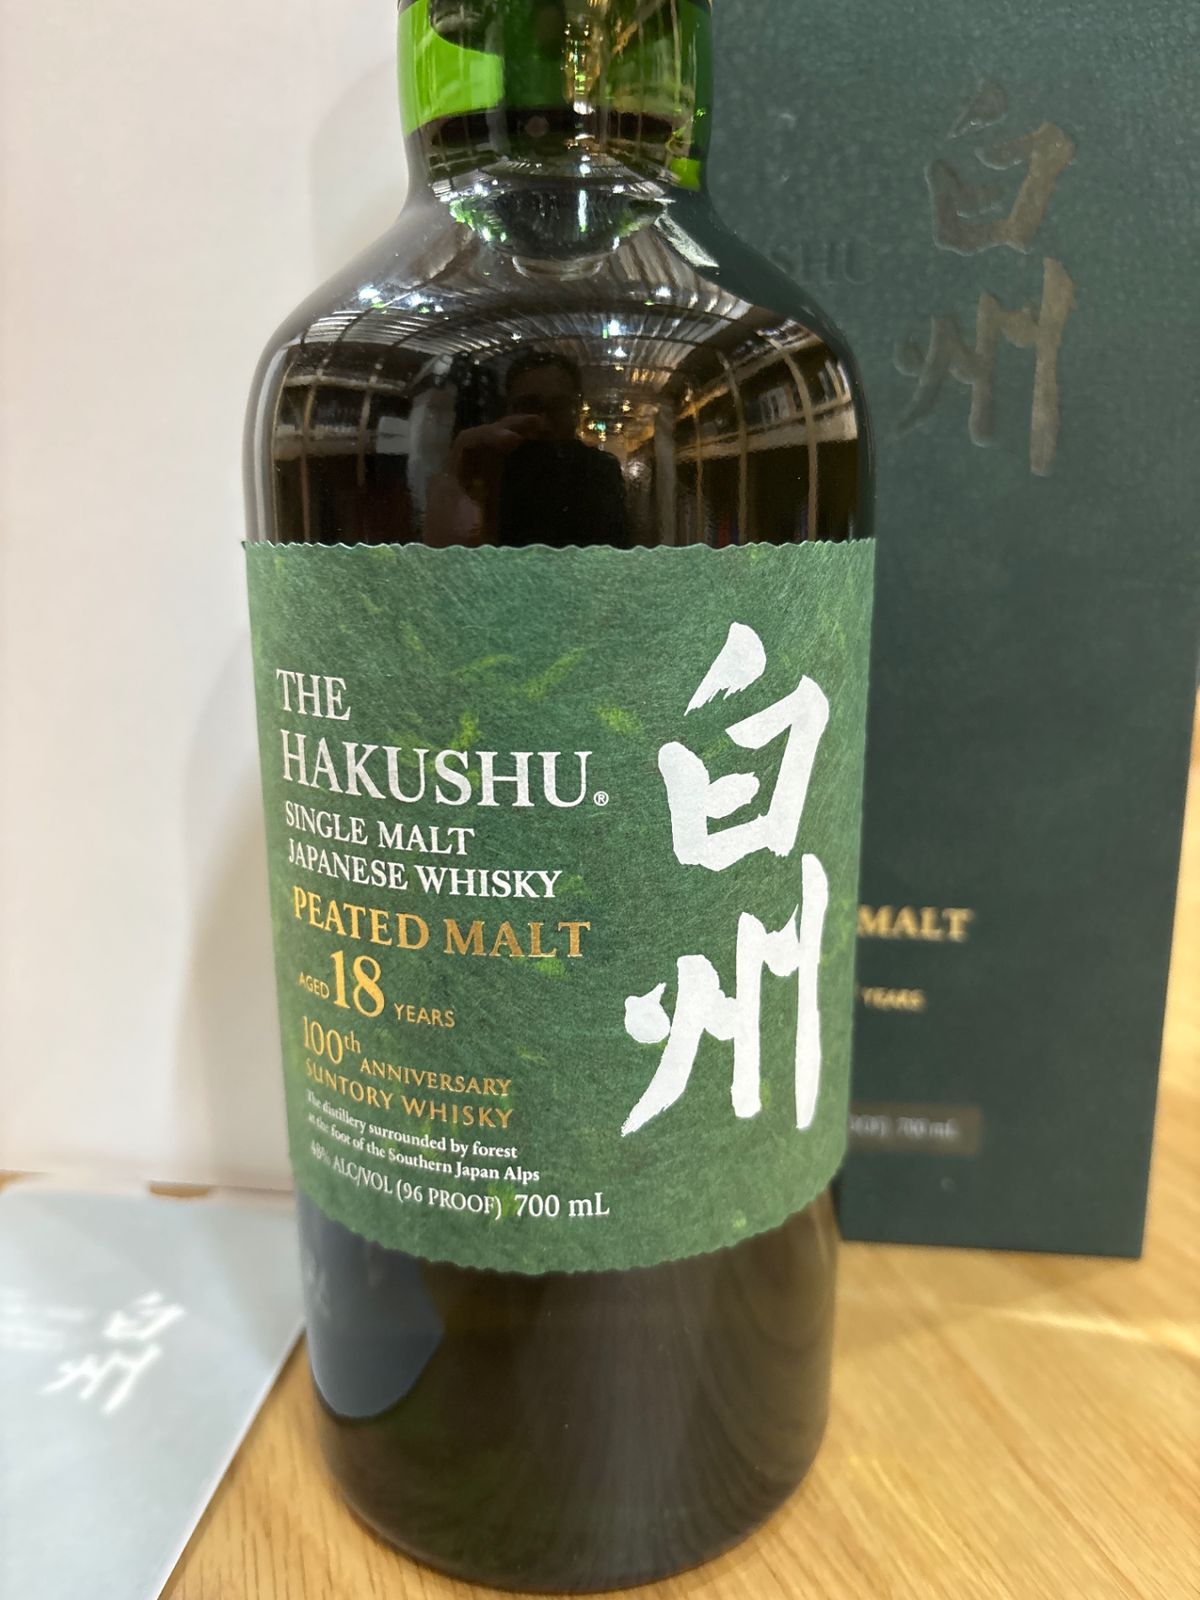 THE
HAKUSHU®
SINGLE MALT
JAPANESE WHISKY
PEATED MALT
AGED 18 YEARS
100th ANNIVERSARY
SUNTORY WHISKY
The distillery surrounded by forest
at the foot of the Southern Japan Alps
48% ALC/VOL (96 PROOF) 700 mL
白州
白州
SHU
MALT
YEARS
700 mL